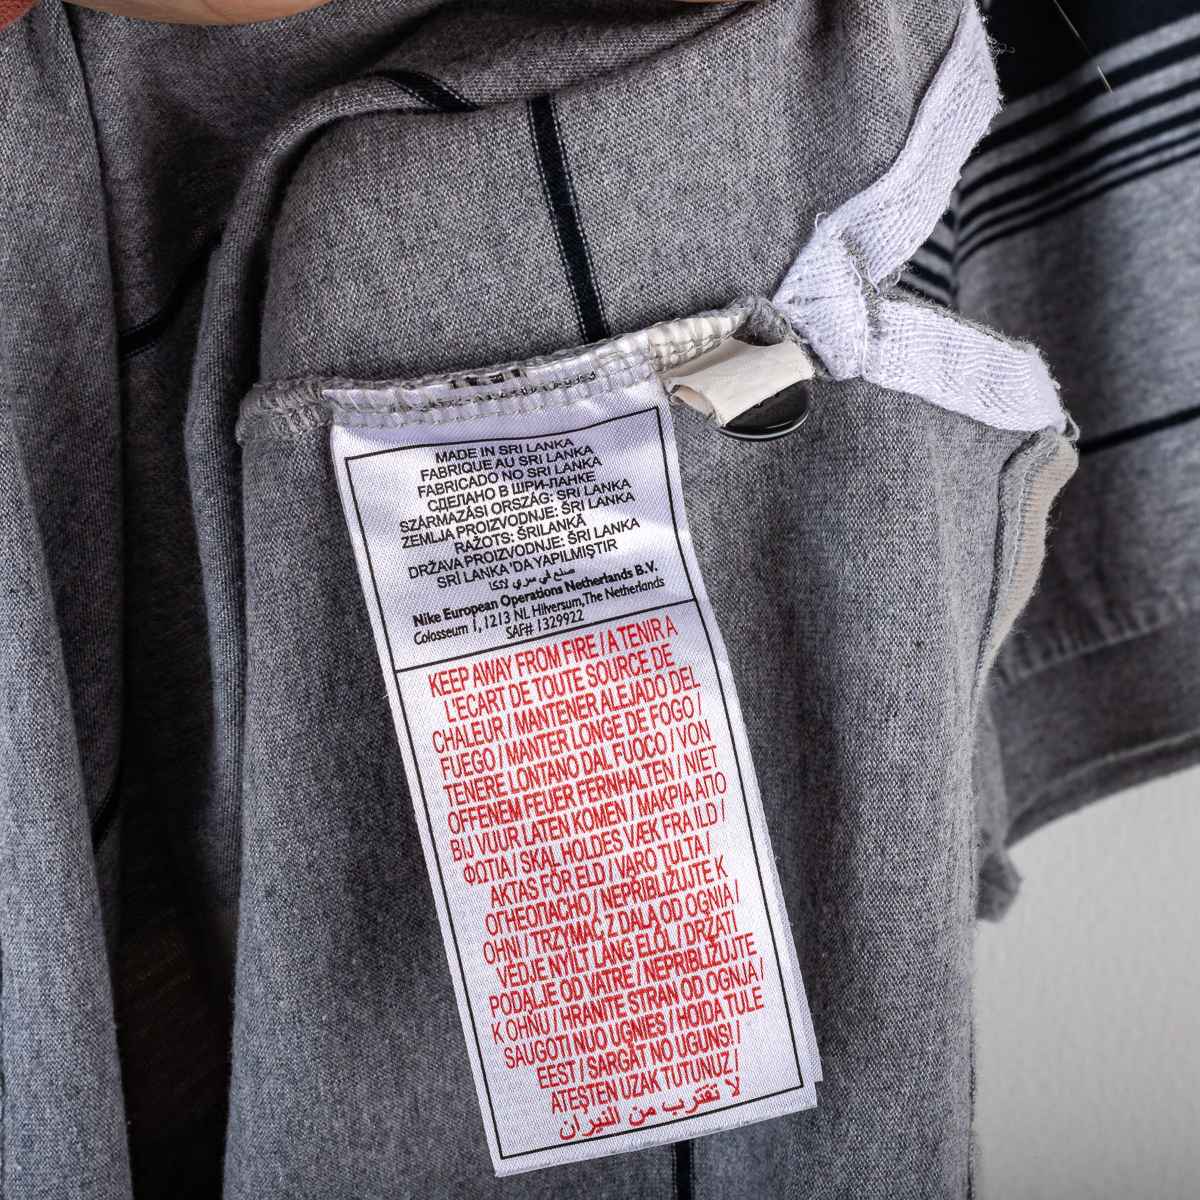 MADE IN SRI LANKA
FABRIQUE AU SRI LANKA
FABRICADO NO SRI LANKA
СДЕЛАНО В ШРИ-ЛАНКЕ
SZÁRMAZÁSI ORSZÁG: SRI LANKA
ZEMLJA PROIZVODNJE: ŠRI LANKA
RAŽOTS: ŠRILANKĀ
DRŽAVA PROIZVODNJE: ŠRI LANKA
SRİ LANKA 'DA YAPILMIŞTIR
صنع في سري لانكا
Nike European Operations Netherlands B.V.
Colosseum 1, 1213 NL Hilversum, The Netherlands
SAF# 1329922
KEEP AWAY FROM FIRE / A TENIR A
L'ECART DE TOUTE SOURCE DE
CHALEUR / MANTENER ALEJADO DEL
FUEGO / MANTER LONGE DE FOGO /
TENERE LONTANO DAL FUOCO / VON
OFFENEM FEUER FERNHALTEN / NIET
BIJ VUUR LATEN KOMEN / ΜΑΚΡΙΑ ΑΠΟ
ΦΩΤΙΑ / SKAL HOLDES VÆK FRA ILD /
AKTAS FÖR ELD / VARO TULTA /
ОГНЕОПАСНО / NEPŘIBLIŽUJTE K
OHNI / TRZYMAĆ Z DALA OD OGNIA /
VEDJE NYÍLT LANG ELŐL / DRŽATI
PODALJE OD VATRE / NEPRIBLIŽUJTE
K OHŇU / HRANITE STRAN OD OGNJA /
SAUGOTI NUO UGNIES / HOIDA TULE
EEST / SARGĀT NO UGUNS! /
ATEŞTEN UZAK TUTUNUZ /
لا تقترب من النيران